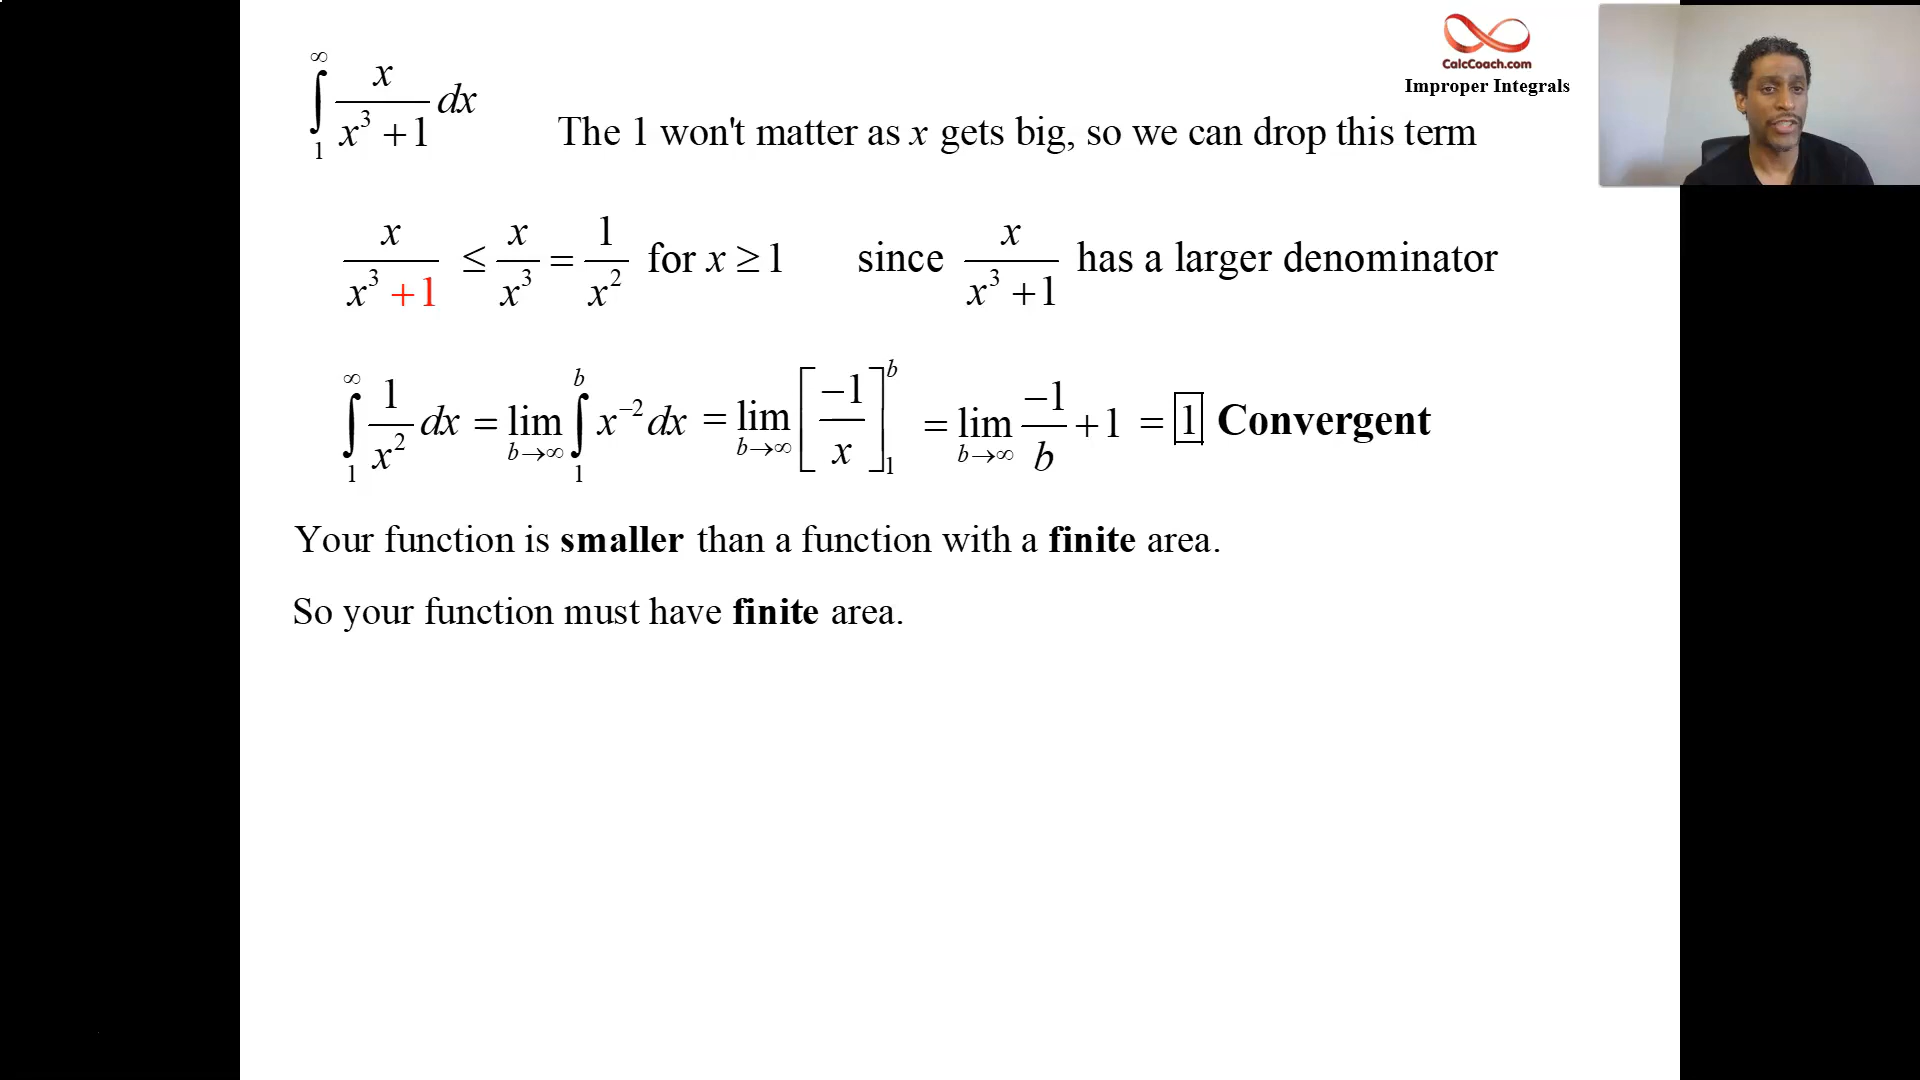 CalcCoach.com
Improper Integrals
∫₁^∞ x/(x³ + 1) dx The 1 won't matter as x gets big, so we can drop this term
x/(x³ + 1) ≤ x/x³ = 1/x² for x ≥ 1 since x/(x³ + 1) has a larger denominator
∫₁^∞ 1/x² dx = lim b→∞ ∫₁^b x⁻² dx = lim b→∞ [−1/x]₁^b = lim b→∞ −1/b + 1 = 1 Convergent
Your function is smaller than a function with a finite area.
So your function must have finite area.